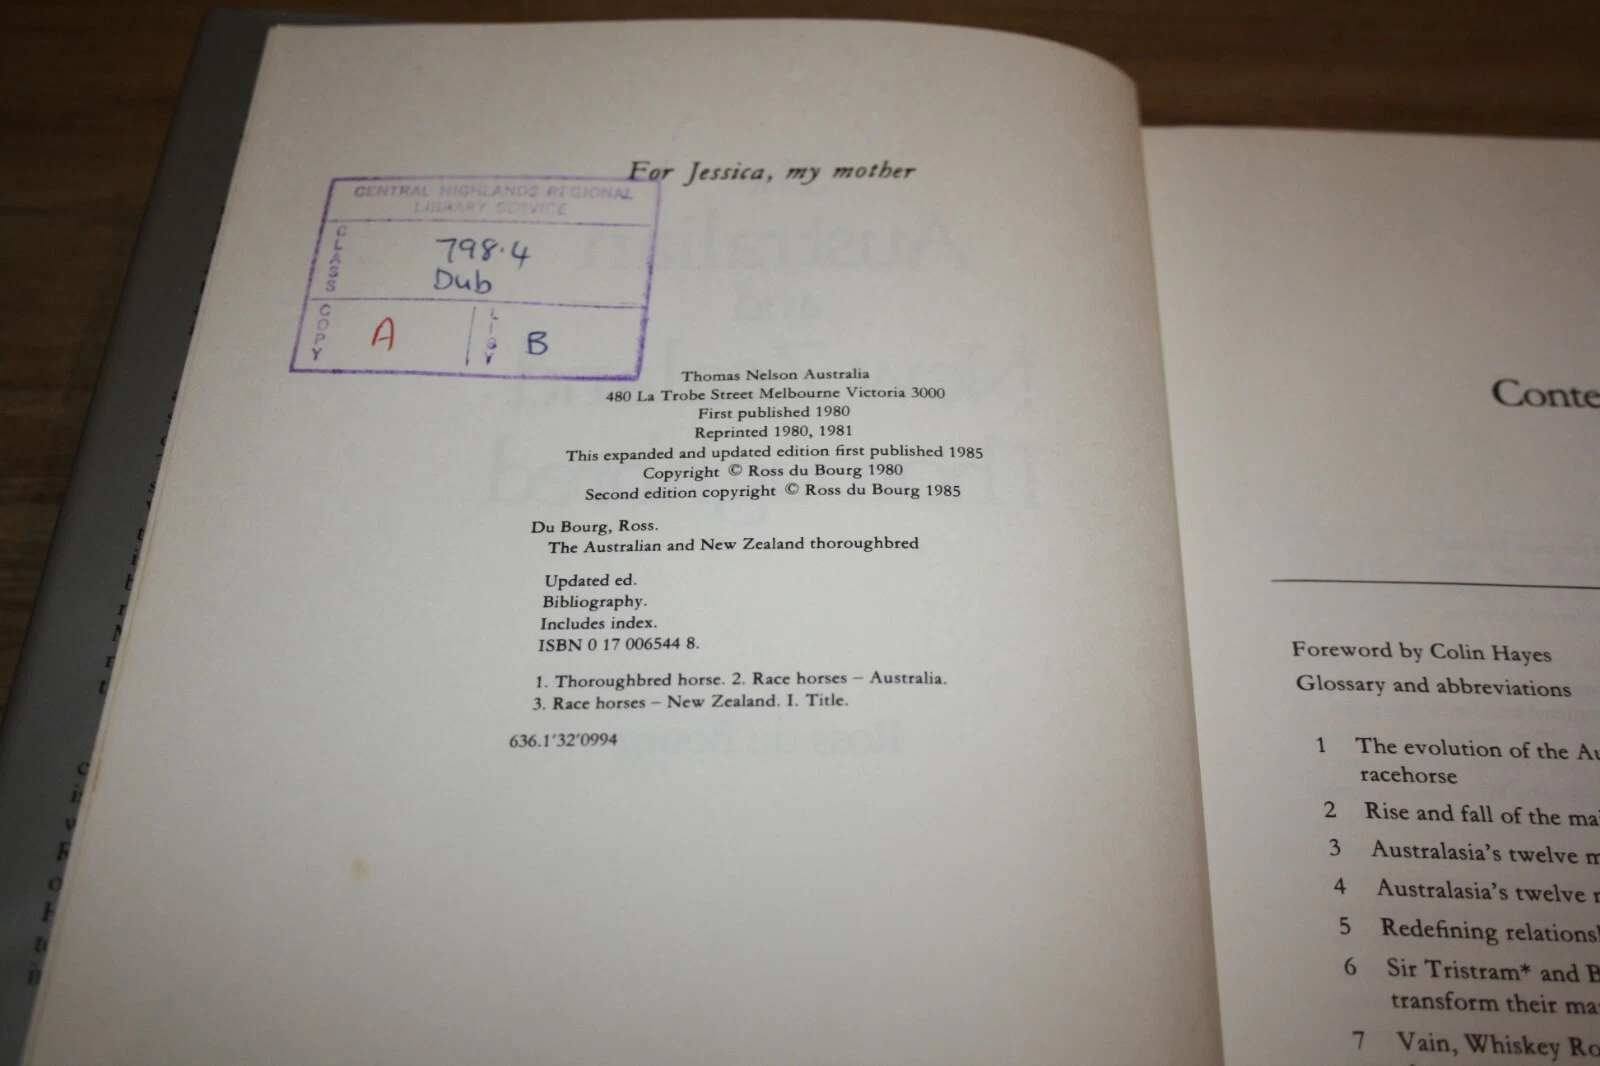 For Jessica, my mother
CENTRAL HIGHLANDS REGIONAL
LIBRARY SERVICE
CLASS
798.4
Dub
COPY
A
B
Thomas Nelson Australia
480 La Trobe Street Melbourne Victoria 3000
First published 1980
Reprinted 1980, 1981
This expanded and updated edition first published 1985
Copyright © Ross du Bourg 1980
Second edition copyright © Ross du Bourg 1985
Du Bourg, Ross.
The Australian and New Zealand thoroughbred
Updated ed.
Bibliography.
Includes index.
ISBN 0 17 006544 8.
1. Thoroughbred horse. 2. Race horses – Australia.
3. Race horses – New Zealand. I. Title.
636.1'32'0994
Conte
Foreword by Colin Hayes
Glossary and abbreviations
1 The evolution of the Au
racehorse
2 Rise and fall of the ma
3 Australasia's twelve m
4 Australasia's twelve
5 Redefining relations
6 Sir Tristram* and B
transform their ma
7 Vain, Whiskey Ro